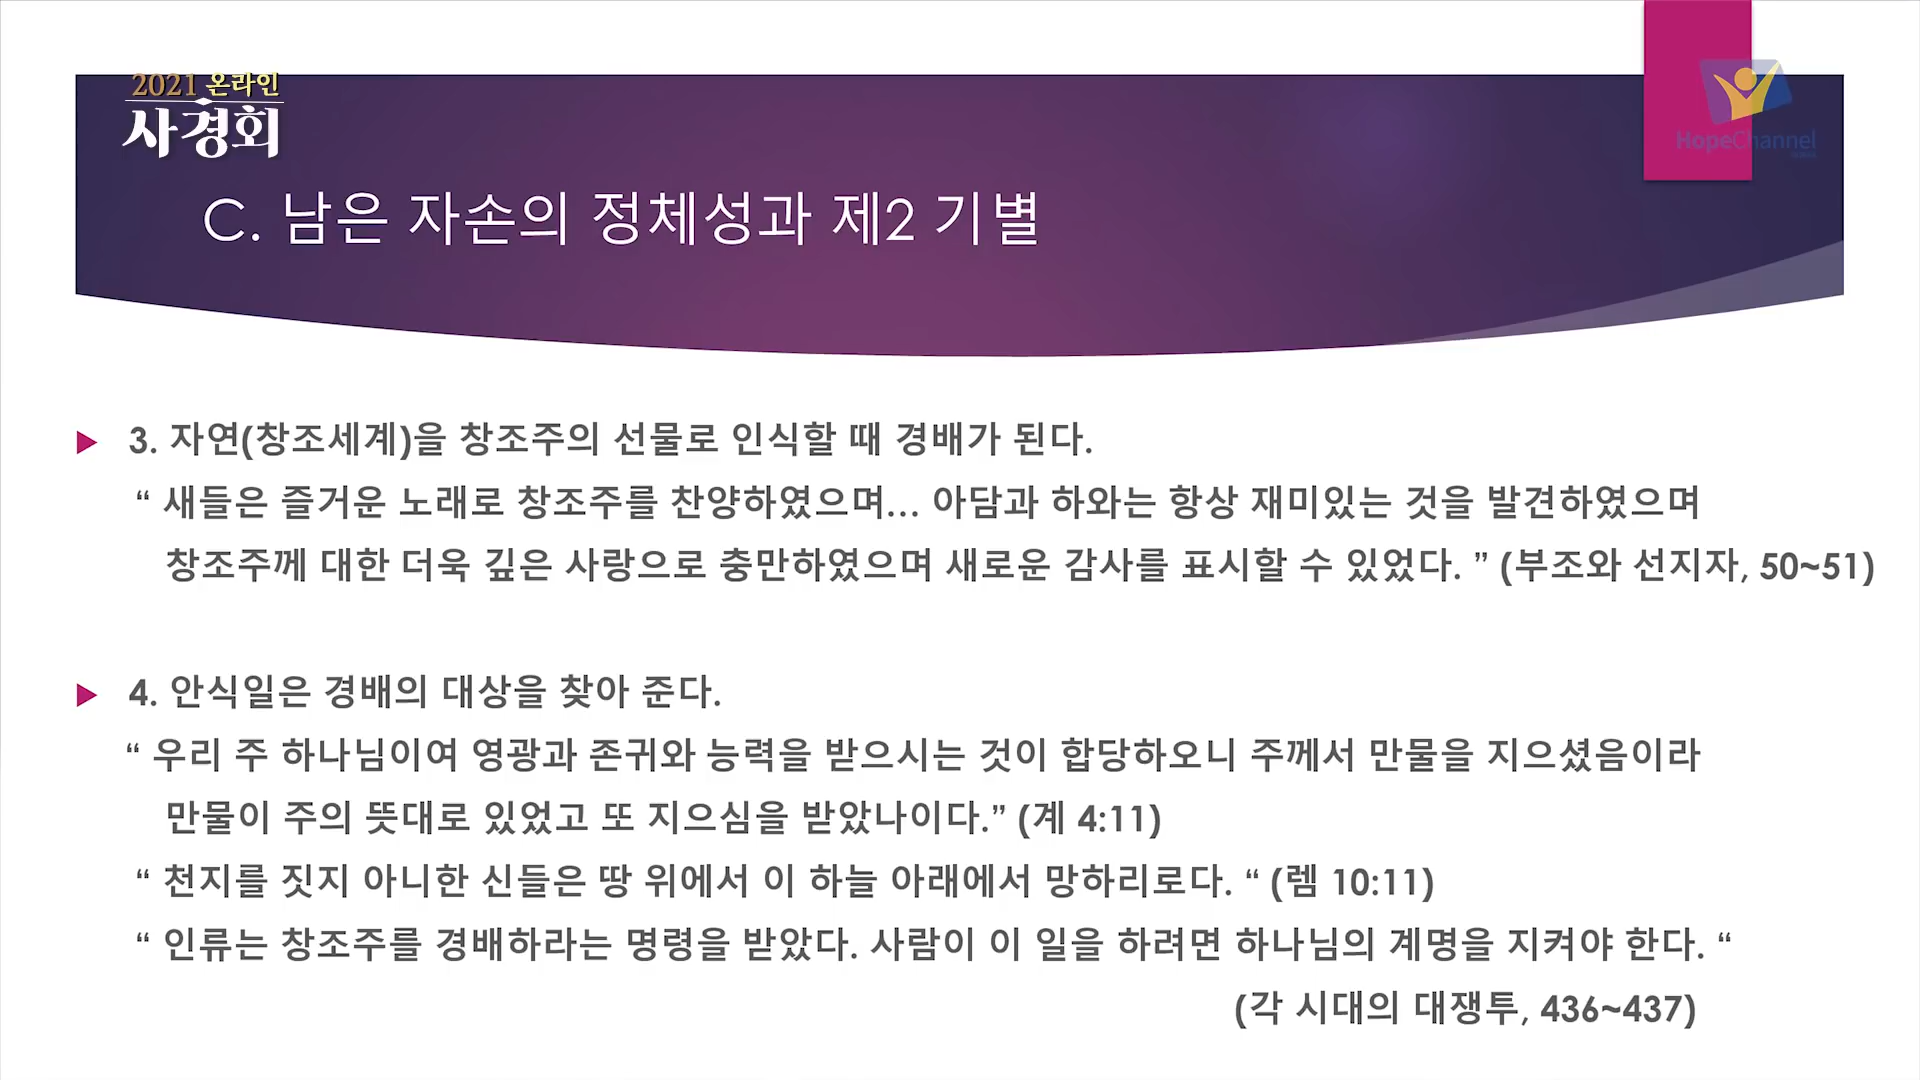 2021 온라인
사경회
HopeChannel
C. 남은 자손의 정체성과 제2 기별
3. 자연(창조세계)을 창조주의 선물로 인식할 때 경배가 된다.
“ 새들은 즐거운 노래로 창조주를 찬양하였으며... 아담과 하와는 항상 재미있는 것을 발견하였으며
창조주께 대한 더욱 깊은 사랑으로 충만하였으며 새로운 감사를 표시할 수 있었다. ” (부조와 선지자, 50~51)
4. 안식일은 경배의 대상을 찾아 준다.
“ 우리 주 하나님이여 영광과 존귀와 능력을 받으시는 것이 합당하오니 주께서 만물을 지으셨음이라
만물이 주의 뜻대로 있었고 또 지으심을 받았나이다.” (계 4:11)
“ 천지를 짓지 아니한 신들은 땅 위에서 이 하늘 아래에서 망하리로다. “ (렘 10:11)
“ 인류는 창조주를 경배하라는 명령을 받았다. 사람이 이 일을 하려면 하나님의 계명을 지켜야 한다. “
(각 시대의 대쟁투, 436~437)